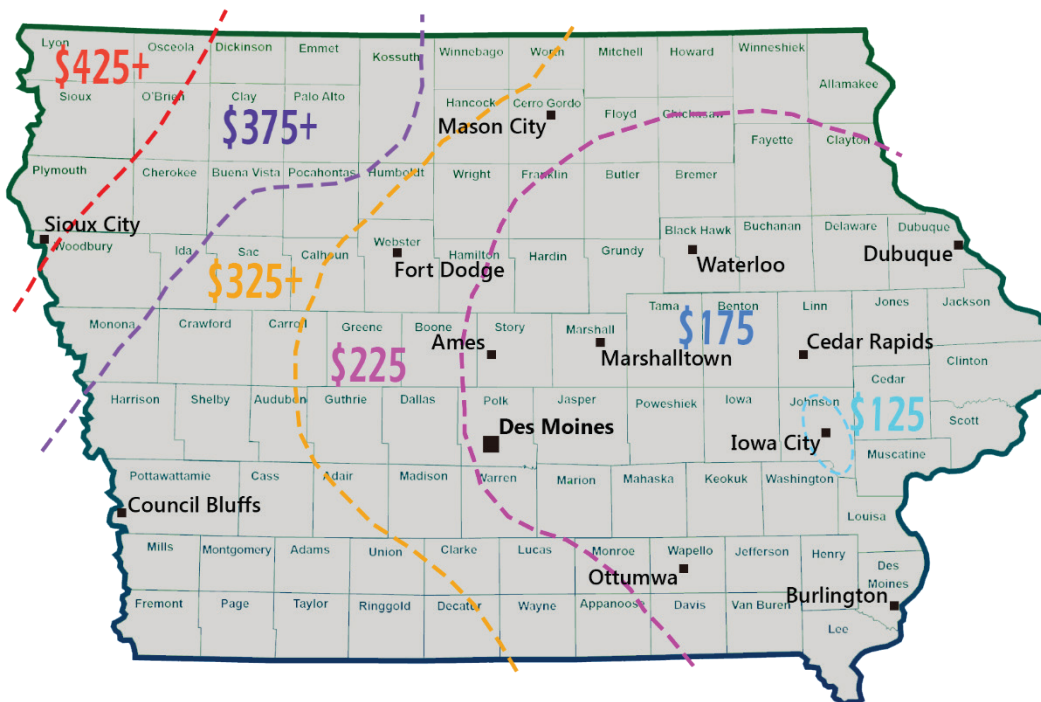 Lyon
Osceola
Dickinson
Emmet
Kossuth
Winnebago
Worth
Mitchell
Howard
Winneshiek
Allamakee
$425+
Sioux
O'Brien
Clay
Palo Alto
Hancock
Cerro Gordo
Floyd
Chickasaw
$375+
Mason City
Fayette
Clayton
Plymouth
Cherokee
Buena Vista
Pocahontas
Humboldt
Wright
Franklin
Butler
Bremer
Sioux City
Woodbury
Ida
Sac
Calhoun
Webster
Hamilton
Hardin
Grundy
Black Hawk
Buchanan
Delaware
Dubuque
Fort Dodge
Waterloo
Dubuque
$325+
Monona
Crawford
Carroll
Greene
Boone
Story
Marshall
Tama
Benton
Linn
Jones
Jackson
Ames
Marshalltown
$175
Cedar Rapids
$225
Clinton
Harrison
Shelby
Audubon
Guthrie
Dallas
Polk
Jasper
Poweshiek
Iowa
Johnson
Cedar
$125
Scott
Des Moines
Iowa City
Muscatine
Pottawattamie
Cass
Adair
Madison
Warren
Marion
Mahaska
Keokuk
Washington
Louisa
Council Bluffs
Mills
Montgomery
Adams
Union
Clarke
Lucas
Monroe
Wapello
Jefferson
Henry
Des
Moines
Ottumwa
Burlington
Fremont
Page
Taylor
Ringgold
Decatur
Wayne
Appanoose
Davis
Van Buren
Lee